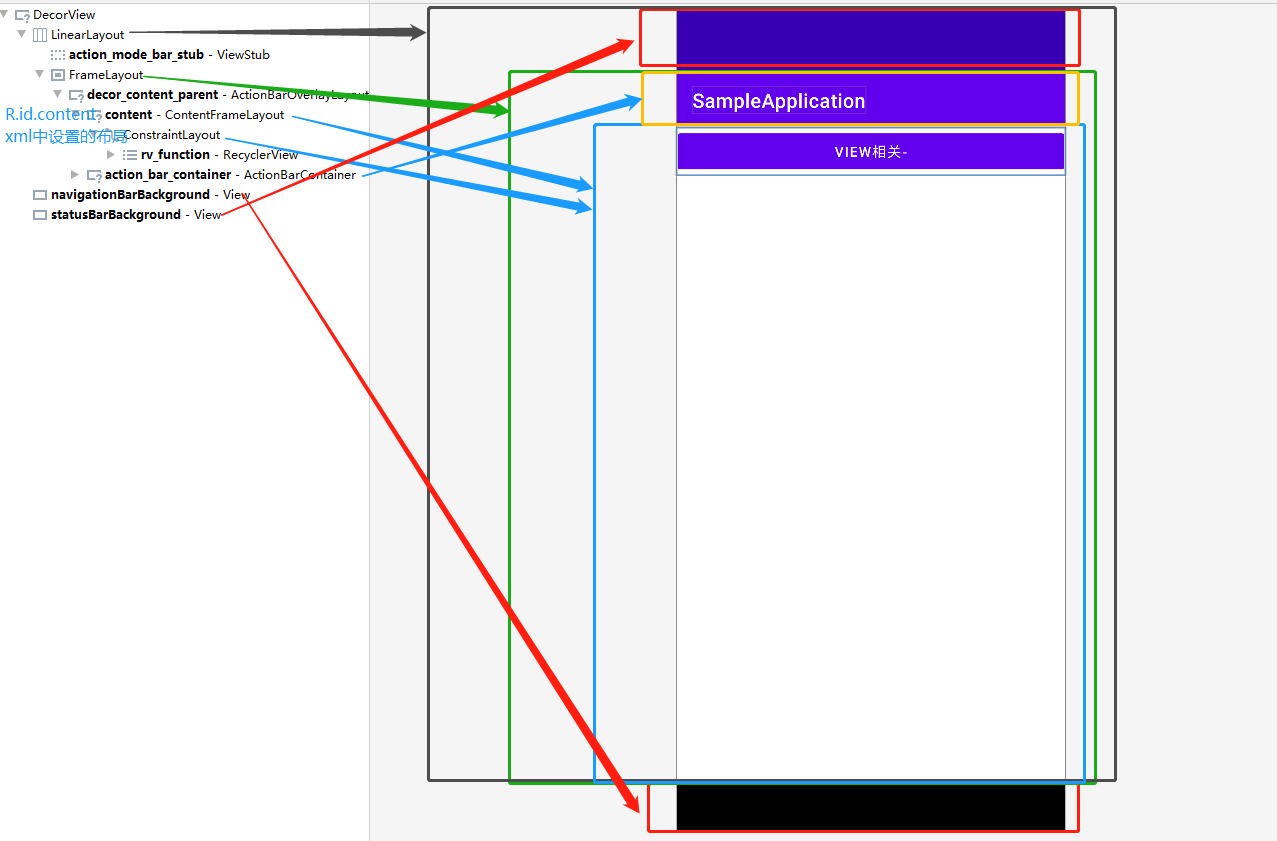 DecorView
LinearLayout
action_mode_bar_stub - ViewStub
FrameLayout
decor_content_parent - ActionBarOverlayLayout
R.id.content
content - ContentFrameLayout
xml中设置的布局
ConstraintLayout
rv_function - RecyclerView
action_bar_container - ActionBarContainer
navigationBarBackground - View
statusBarBackground - View
SampleApplication
VIEW相关-